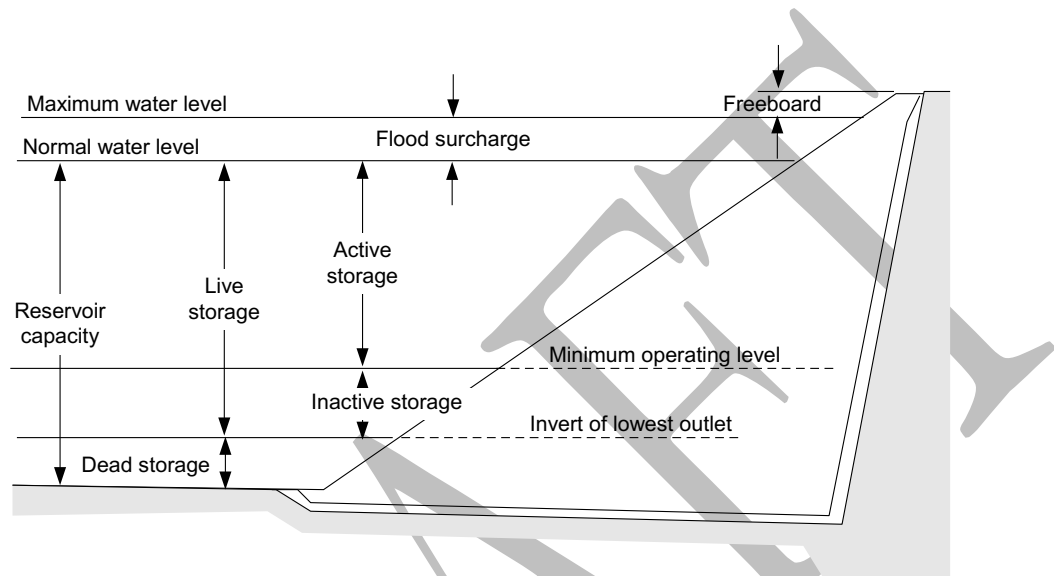 Maximum water level
Freeboard
Flood surcharge
Normal water level
Active
storage
Live
storage
Reservoir
capacity
Minimum operating level
Inactive storage
Invert of lowest outlet
Dead storage